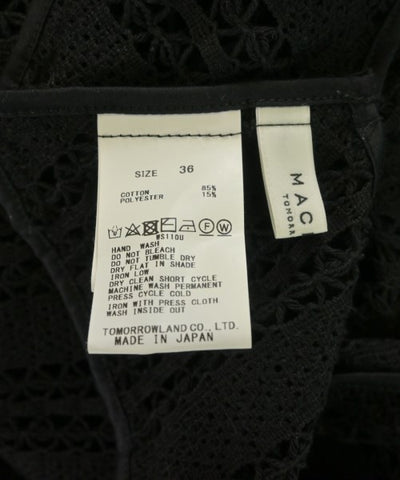 SIZE 36
COTTON 85%
POLYESTER 15%
WS110U
HAND WASH
DO NOT BLEACH
DO NOT TUMBLE DRY
DRY FLAT IN SHADE
IRON LOW
DRY CLEAN SHORT CYCLE
MACHINE WASH PERMANENT
PRESS CYCLE COLD
IRON WITH PRESS CLOTH
WASH INSIDE OUT
TOMORROWLAND CO., LTD.
MADE IN JAPAN
MAC
TOMORR